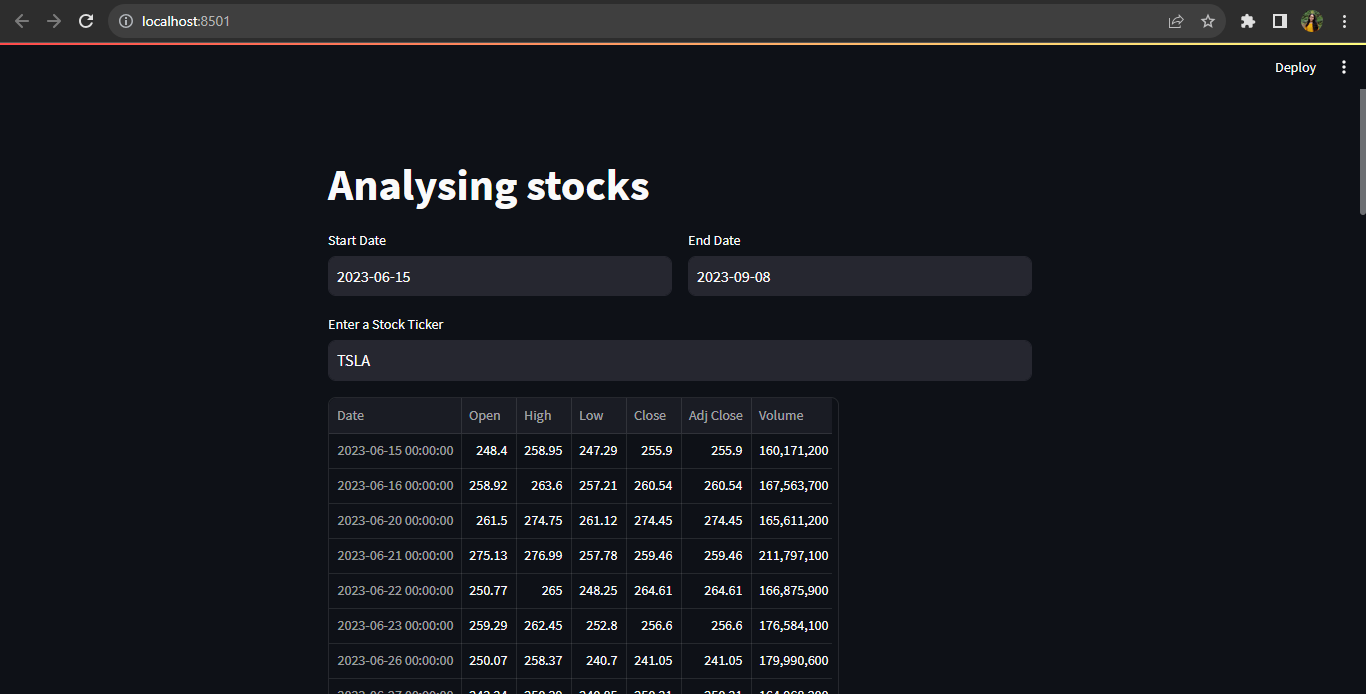 localhost:8501
Deploy
Analysing stocks
Start Date End Date
2023-06-15 2023-09-08
Enter a Stock Ticker
TSLA
Date Open High Low Close Adj Close Volume
2023-06-15 00:00:00 248.4 258.95 247.29 255.9 255.9 160,171,200
2023-06-16 00:00:00 258.92 263.6 257.21 260.54 260.54 167,563,700
2023-06-20 00:00:00 261.5 274.75 261.12 274.45 274.45 165,611,200
2023-06-21 00:00:00 275.13 276.99 257.78 259.46 259.46 211,797,100
2023-06-22 00:00:00 250.77 265 248.25 264.61 264.61 166,875,900
2023-06-23 00:00:00 259.29 262.45 252.8 256.6 256.6 176,584,100
2023-06-26 00:00:00 250.07 258.37 240.7 241.05 241.05 179,990,600